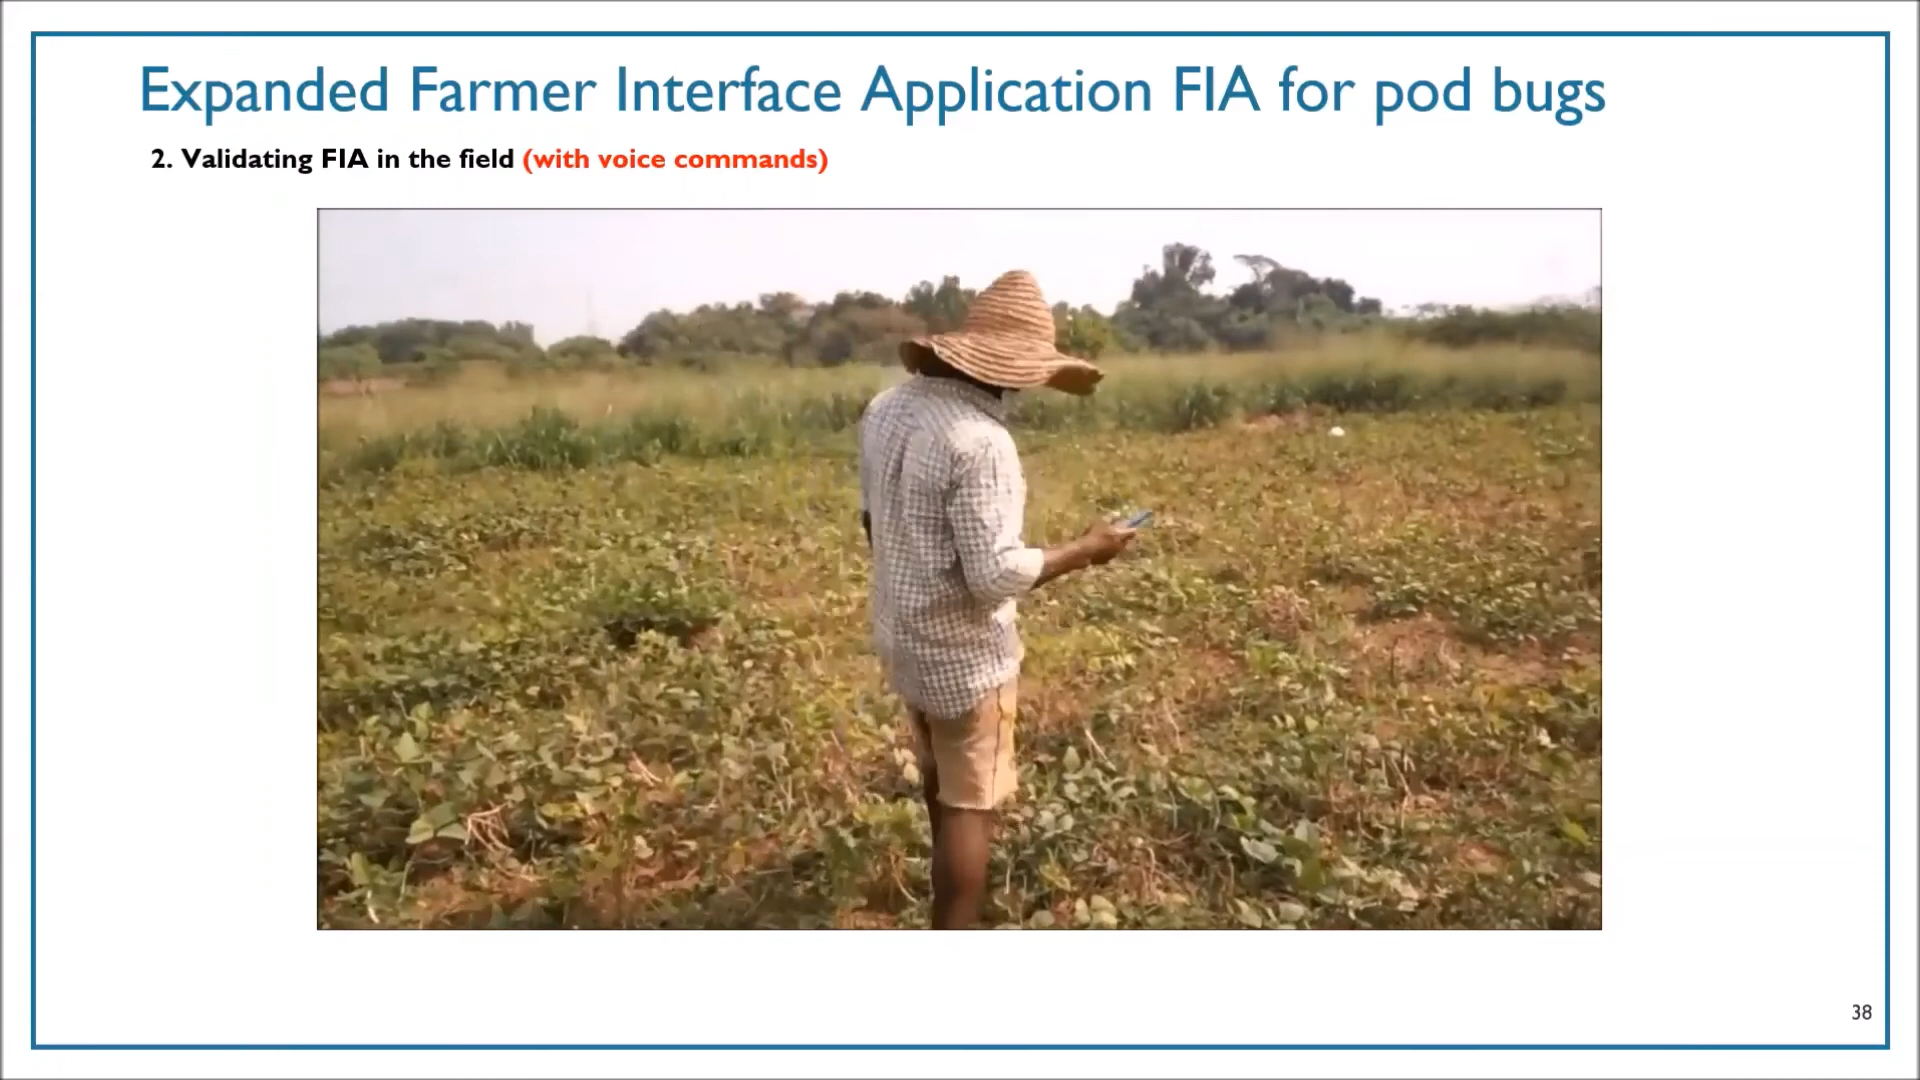 Expanded Farmer Interface Application FIA for pod bugs
2. Validating FIA in the field (with voice commands)
38